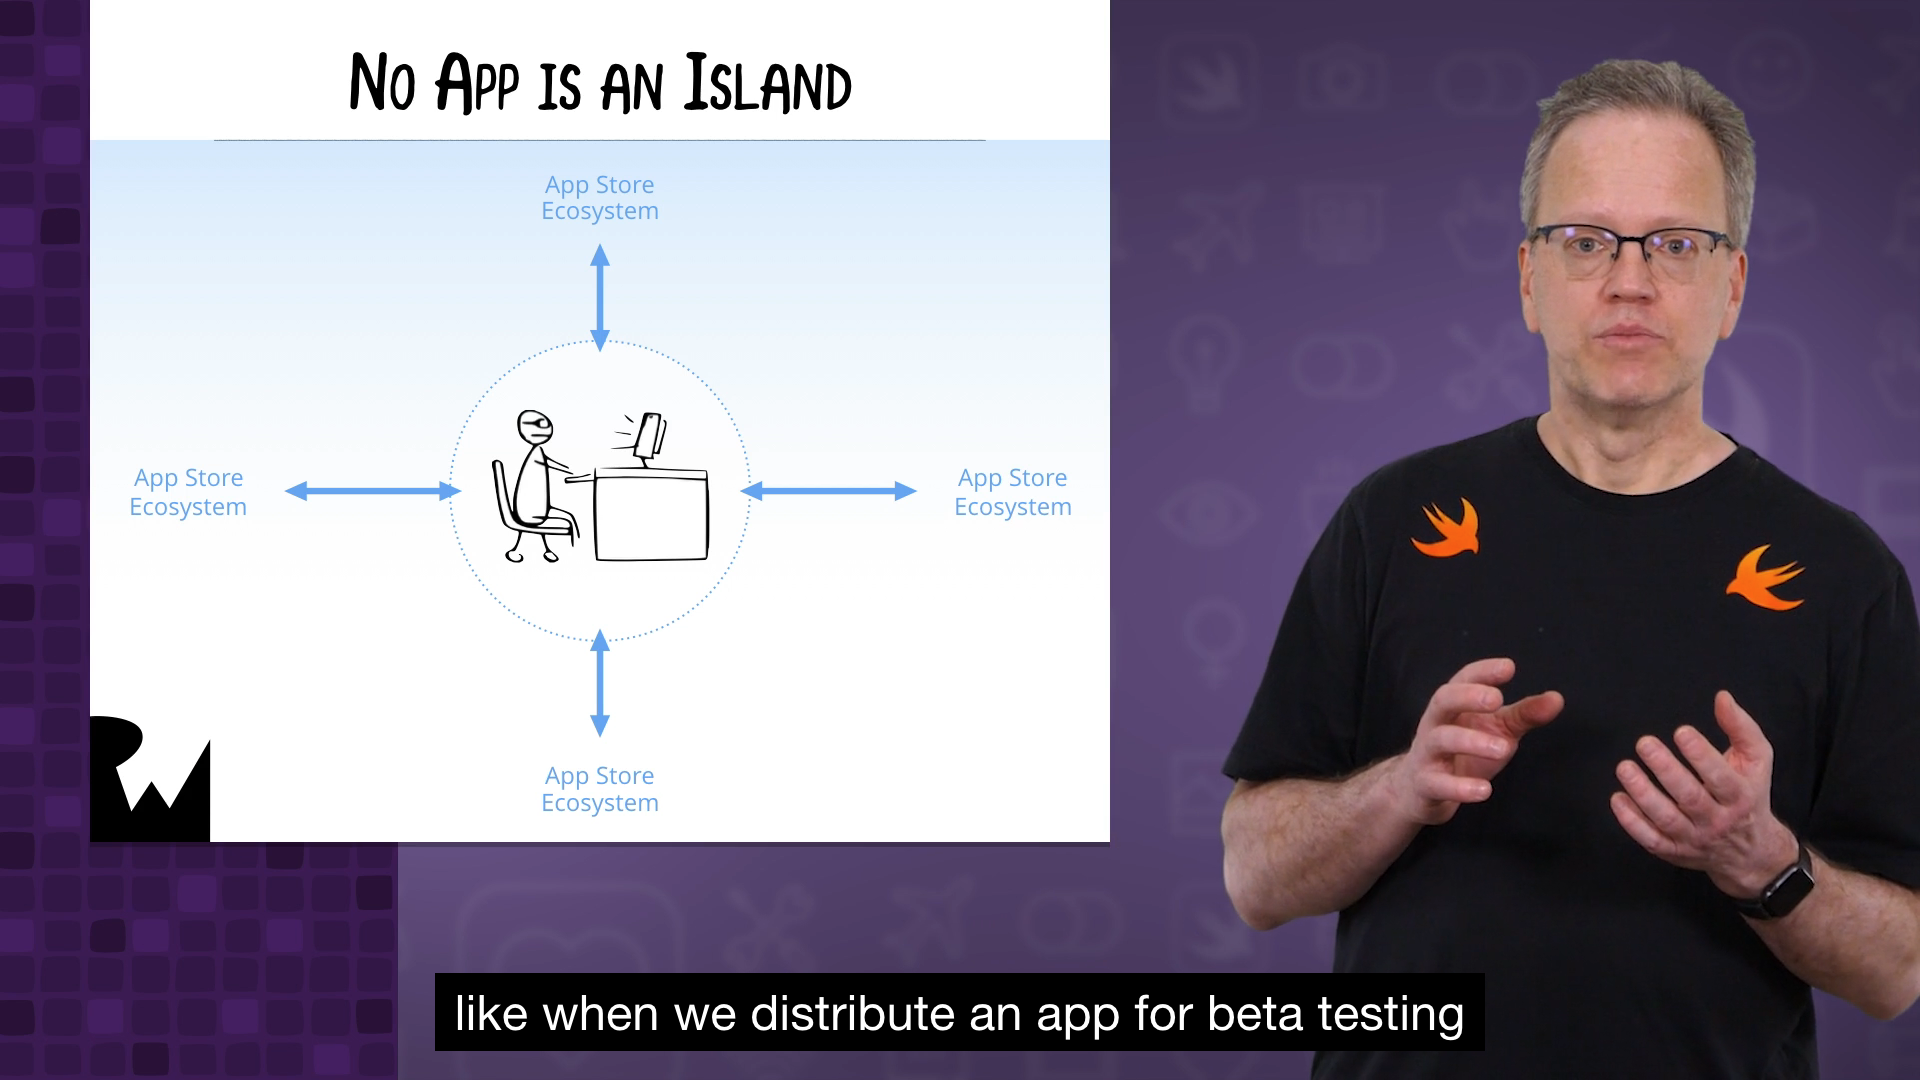 No App is an Island
App Store
Ecosystem
App Store
Ecosystem
App Store
Ecosystem
App Store
Ecosystem
RW
like when we distribute an app for beta testing